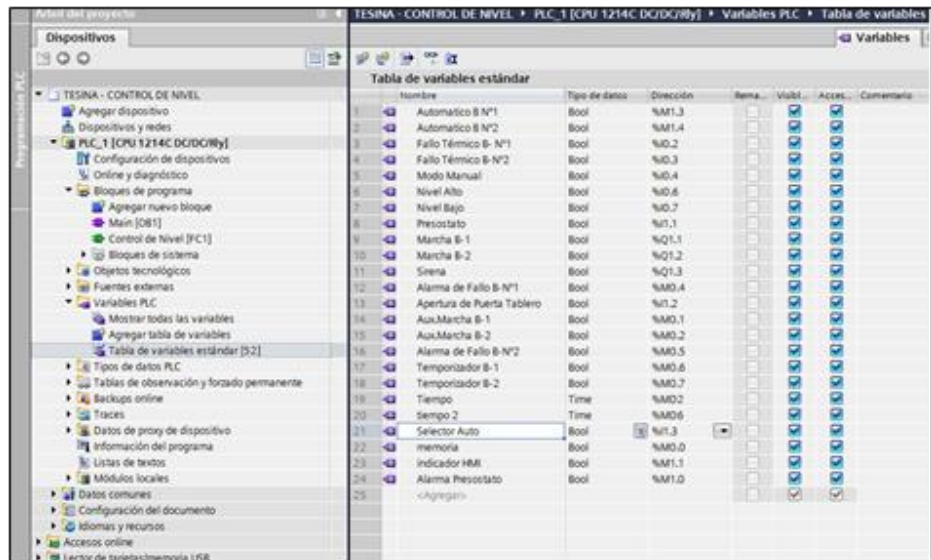 Árbol del proyecto
TESINA - CONTROL DE NIVEL ▸ PLC_1 [CPU 1214C DC/DC/Rly] ▸ Variables PLC ▸ Tabla de variables
Dispositivos
Programación PLC
TESINA - CONTROL DE NIVEL
Agregar dispositivo
Dispositivos y redes
PLC_1 [CPU 1214C DC/DC/Rly]
Configuración de dispositivos
Online y diagnóstico
Bloques de programa
Agregar nuevo bloque
Main [OB1]
Control de Nivel [FC1]
Bloques de sistema
Objetos tecnológicos
Fuentes externas
Variables PLC
Mostrar todas las variables
Agregar tabla de variables
Tabla de variables estándar [52]
Tipos de datos PLC
Tablas de observación y forzado permanente
Backups online
Traces
Datos de proxy de dispositivo
Información del programa
Listas de textos
Módulos locales
Datos comunes
Configuración del documento
Idiomas y recursos
Accesos online
Lector de tarjetas/memoria USB
Variables
Tabla de variables estándar
Nombre Tipo de datos Dirección Rema... Visibl... Acces... Comentario
1 Automatico B N°1 Bool %M1.3
2 Automatico B N°2 Bool %M1.4
3 Fallo Térmico B- N°1 Bool %I0.2
4 Fallo Térmico B-N°2 Bool %I0.3
5 Modo Manual Bool %I0.4
6 Nivel Alto Bool %I0.6
7 Nivel Bajo Bool %I0.7
8 Presostato Bool %I1.1
9 Marcha B-1 Bool %Q1.1
10 Marcha B-2 Bool %Q1.2
11 Sirena Bool %Q1.3
12 Alarma de Fallo B-N°1 Bool %M0.4
13 Apertura de Puerta Tablero Bool %I1.2
14 Aux.Marcha B-1 Bool %M0.1
15 Aux.Marcha B-2 Bool %M0.2
16 Alarma de Fallo B-N°2 Bool %M0.5
17 Temporizador B-1 Bool %M0.6
18 Temporizador B-2 Bool %M0.7
19 Tiempo Time %MD2
20 tiempo 2 Time %MD6
21 Selector Auto Bool %I1.3
22 memoria Bool %M0.0
23 indicador HMI Bool %M1.1
24 Alarma Presostato Bool %M1.0
25 <Agregar>